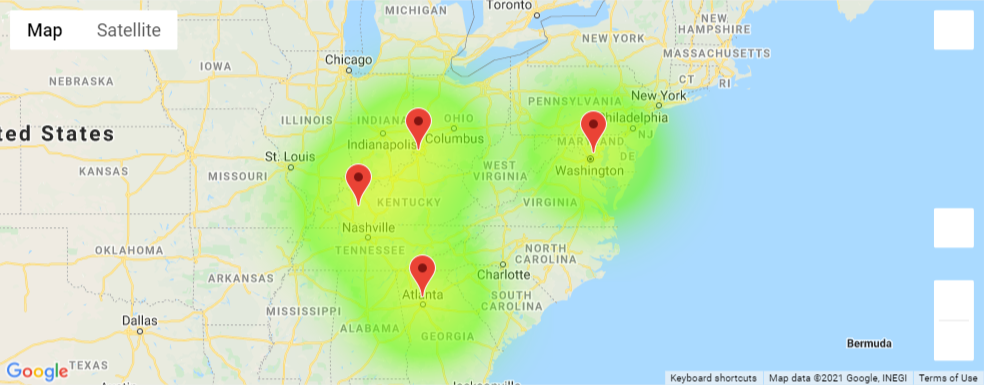 Map
Satellite
MICHIGAN
Toronto
NEW
HAMPSHIRE
NEW YORK
MASSACHUSETTS
Chicago
IOWA
NEBRASKA
CT
RI
New York
PENNSYLVANIA
Philadelphia
ILLINOIS
INDIANA
OHIO
NJ
ted States
Indianapolis
Columbus
MARYLAND
DE
St. Louis
WEST
VIRGINIA
Washington
KANSAS
MISSOURI
KENTUCKY
VIRGINIA
Nashville
TENNESSEE
NORTH
CAROLINA
OKLAHOMA
Charlotte
ARKANSAS
Atlanta
SOUTH
CAROLINA
MISSISSIPPI
Dallas
ALABAMA
GEORGIA
Bermuda
TEXAS
Google
Keyboard shortcuts
Map data ©2021 Google, INEGI
Terms of Use